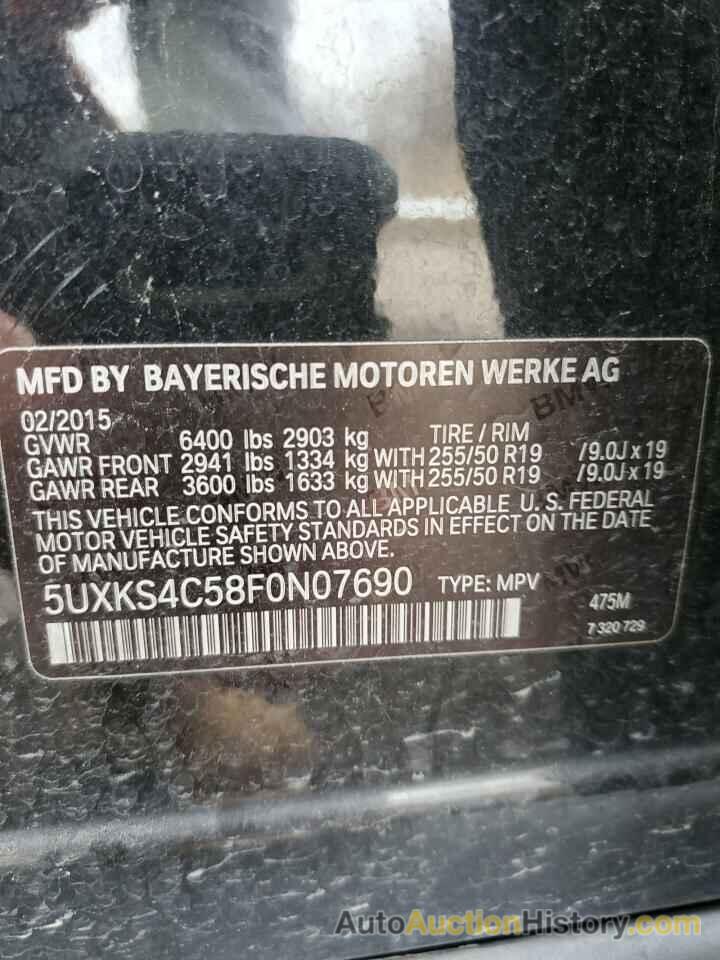 MFD BY BAYERISCHE MOTOREN WERKE AG
02/2015 TIRE / RIM
GVWR 6400 lbs 2903 kg
GAWR FRONT 2941 lbs 1334 kg WITH 255/50 R19 /9.0J x 19
GAWR REAR 3600 lbs 1633 kg WITH 255/50 R19 /9.0J x 19
THIS VEHICLE CONFORMS TO ALL APPLICABLE U. S. FEDERAL
MOTOR VEHICLE SAFETY STANDARDS IN EFFECT ON THE DATE
OF MANUFACTURE SHOWN ABOVE.
5UXKS4C58F0N07690 TYPE: MPV 475M
7 320 729
AutoAuctionHistory.com